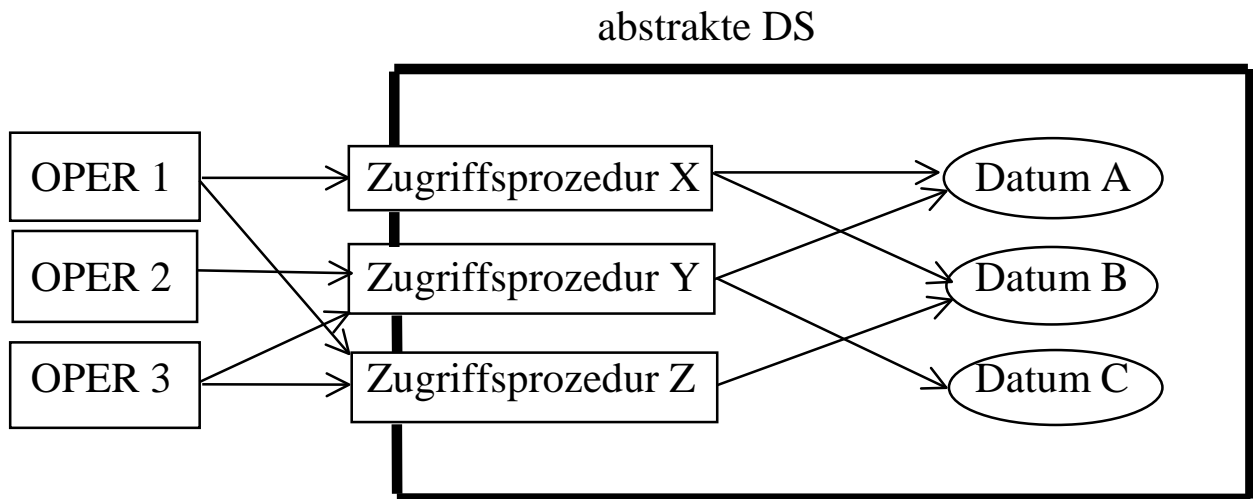 abstrakte DS
OPER 1
Zugriffsprozedur X
Datum A
OPER 2
Zugriffsprozedur Y
Datum B
OPER 3
Zugriffsprozedur Z
Datum C